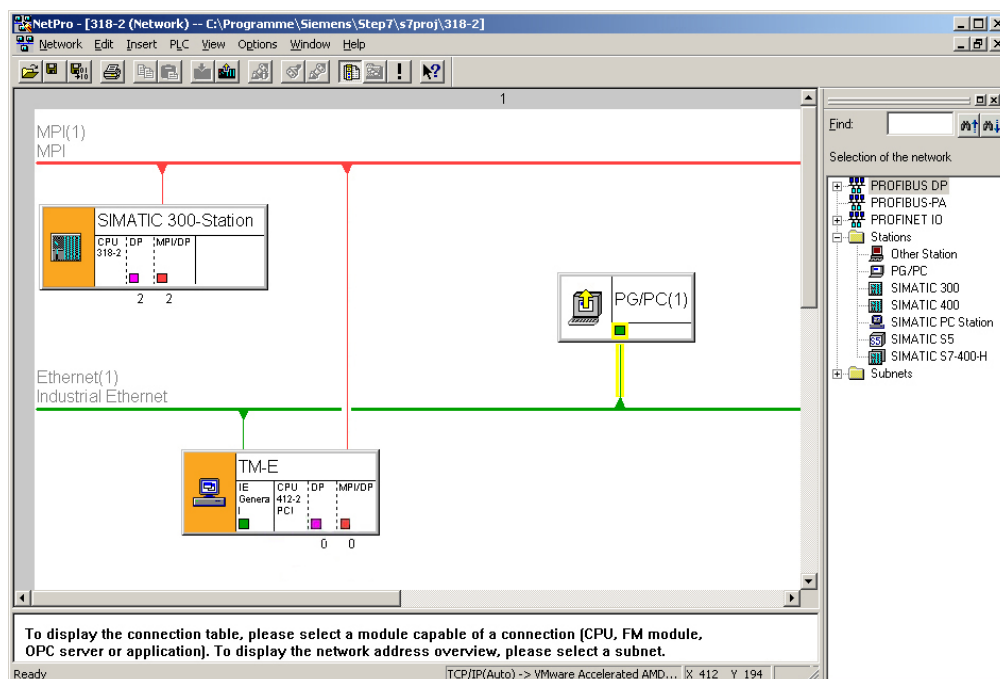 NetPro - [318-2 (Network) -- C:\Programme\Siemens\Step7\s7proj\318-2]
Network Edit Insert PLC View Options Window Help
1
MPI(1)
MPI
SIMATIC 300-Station
CPU DP MPI/DP
318-2
2 2
PG/PC(1)
Ethernet(1)
Industrial Ethernet
TM-E
IE CPU DP MPI/DP
Genera 412-2
l PCI
0 0
Find:
Selection of the network
PROFIBUS DP
PROFIBUS-PA
PROFINET IO
Stations
Other Station
PG/PC
SIMATIC 300
SIMATIC 400
SIMATIC PC Station
SIMATIC S5
SIMATIC S7-400-H
Subnets
To display the connection table, please select a module capable of a connection (CPU, FM module,
OPC server or application). To display the network address overview, please select a subnet.
Ready TCP/IP(Auto) -> VMware Accelerated AMD... X 412 Y 194